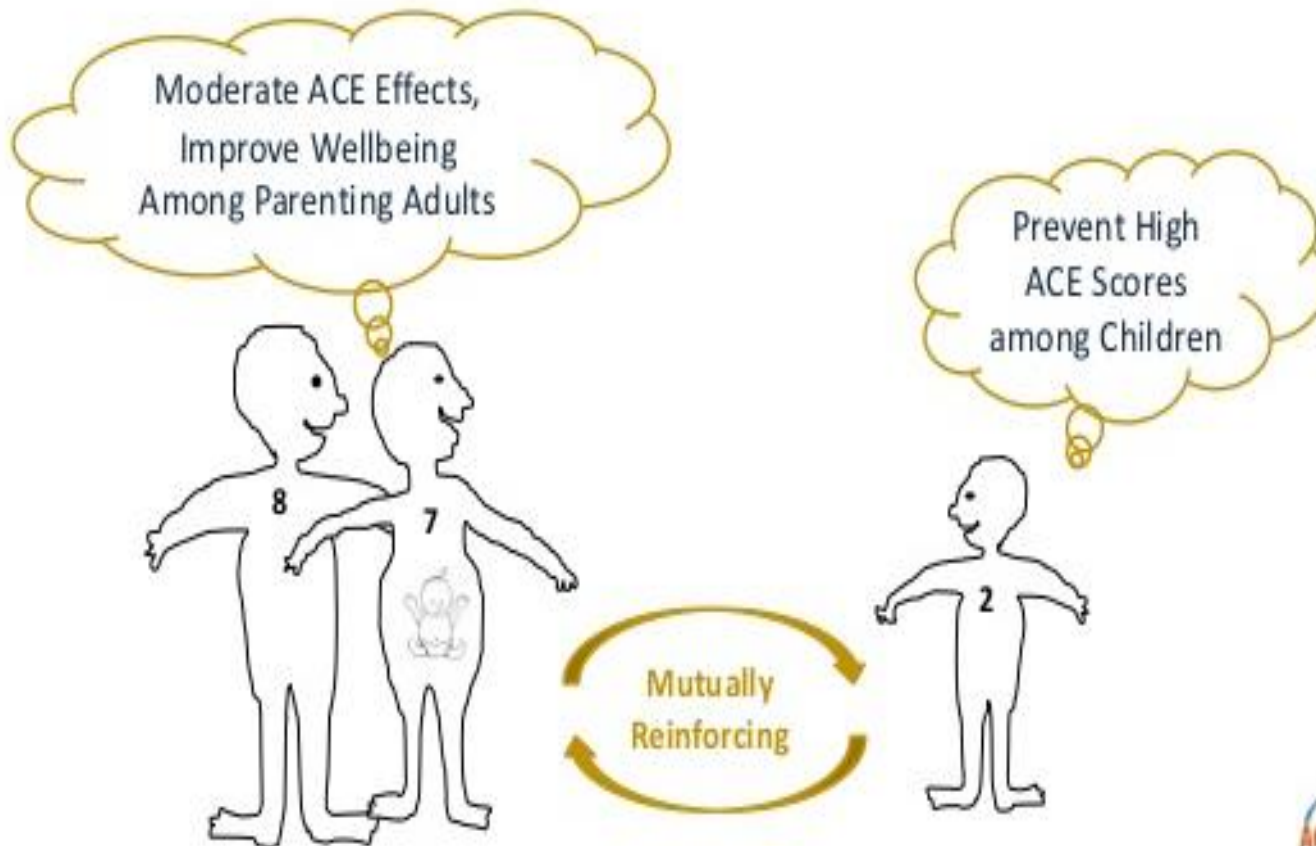 Moderate ACE Effects,
Improve Wellbeing
Among Parenting Adults
Prevent High
ACE Scores
among Children
8
7
2
Mutually
Reinforcing